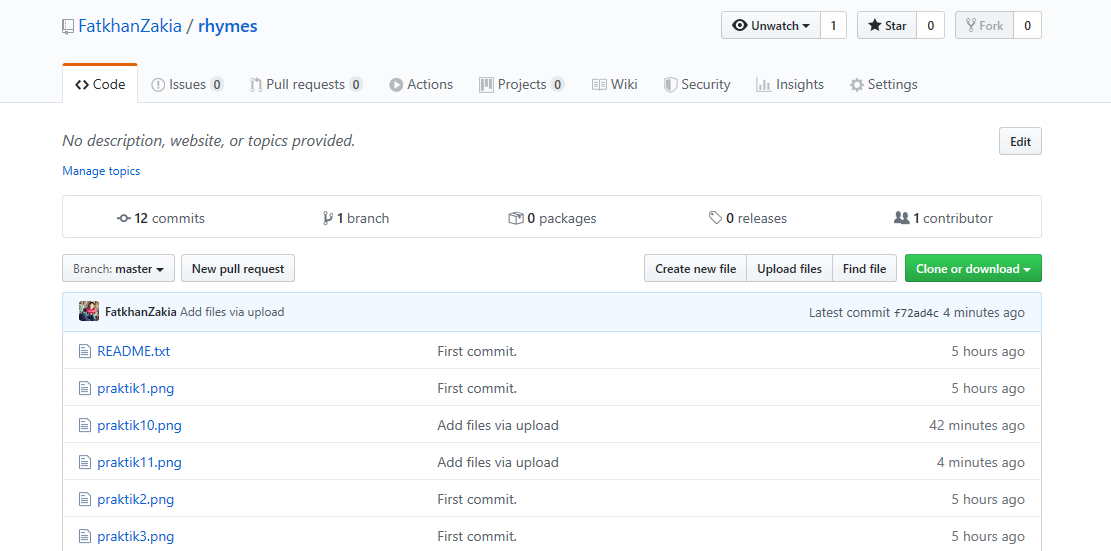 FatkhanZakia / rhymes
Unwatch 1 Star 0 Fork 0
Code Issues 0 Pull requests 0 Actions Projects 0 Wiki Security Insights Settings
No description, website, or topics provided. Edit
Manage topics
12 commits 1 branch 0 packages 0 releases 1 contributor
Branch: master New pull request Create new file Upload files Find file Clone or download
FatkhanZakia Add files via upload Latest commit f72ad4c 4 minutes ago
README.txt First commit. 5 hours ago
praktik1.png First commit. 5 hours ago
praktik10.png Add files via upload 42 minutes ago
praktik11.png Add files via upload 4 minutes ago
praktik2.png First commit. 5 hours ago
praktik3.png First commit. 5 hours ago